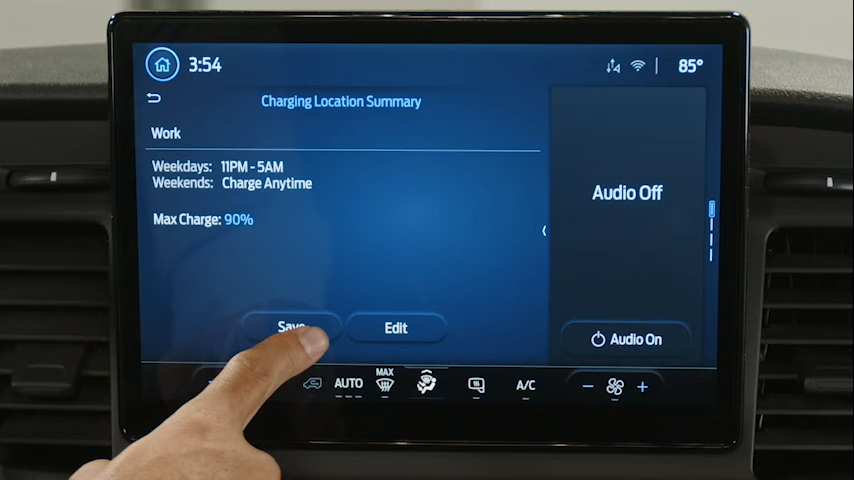 3:54
85°
Charging Location Summary
Work
Weekdays: 11PM - 5AM
Weekends: Charge Anytime
Max Charge: 90%
Audio Off
Save
Edit
Audio On
AUTO
MAX
A/C